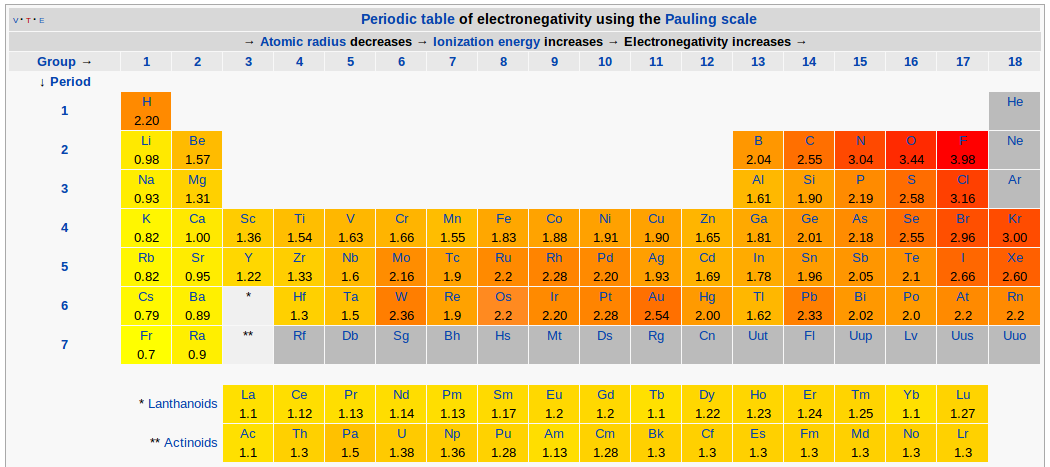 V · T · E Periodic table of electronegativity using the Pauling scale
→ Atomic radius decreases → Ionization energy increases → Electronegativity increases →
Group → 1 2 3 4 5 6 7 8 9 10 11 12 13 14 15 16 17 18
↓ Period
H He
1
2.20
Li Be B C N O F Ne
2
0.98 1.57 2.04 2.55 3.04 3.44 3.98
Na Mg Al Si P S Cl Ar
3
0.93 1.31 1.61 1.90 2.19 2.58 3.16
K Ca Sc Ti V Cr Mn Fe Co Ni Cu Zn Ga Ge As Se Br Kr
4
0.82 1.00 1.36 1.54 1.63 1.66 1.55 1.83 1.88 1.91 1.90 1.65 1.81 2.01 2.18 2.55 2.96 3.00
Rb Sr Y Zr Nb Mo Tc Ru Rh Pd Ag Cd In Sn Sb Te I Xe
5
0.82 0.95 1.22 1.33 1.6 2.16 1.9 2.2 2.28 2.20 1.93 1.69 1.78 1.96 2.05 2.1 2.66 2.60
Cs Ba * Hf Ta W Re Os Ir Pt Au Hg Tl Pb Bi Po At Rn
6
0.79 0.89 1.3 1.5 2.36 1.9 2.2 2.20 2.28 2.54 2.00 1.62 2.33 2.02 2.0 2.2 2.2
Fr Ra ** Rf Db Sg Bh Hs Mt Ds Rg Cn Uut Fl Uup Lv Uus Uuo
7
0.7 0.9
La Ce Pr Nd Pm Sm Eu Gd Tb Dy Ho Er Tm Yb Lu
* Lanthanoids
1.1 1.12 1.13 1.14 1.13 1.17 1.2 1.2 1.1 1.22 1.23 1.24 1.25 1.1 1.27
Ac Th Pa U Np Pu Am Cm Bk Cf Es Fm Md No Lr
** Actinoids
1.1 1.3 1.5 1.38 1.36 1.28 1.13 1.28 1.3 1.3 1.3 1.3 1.3 1.3 1.3